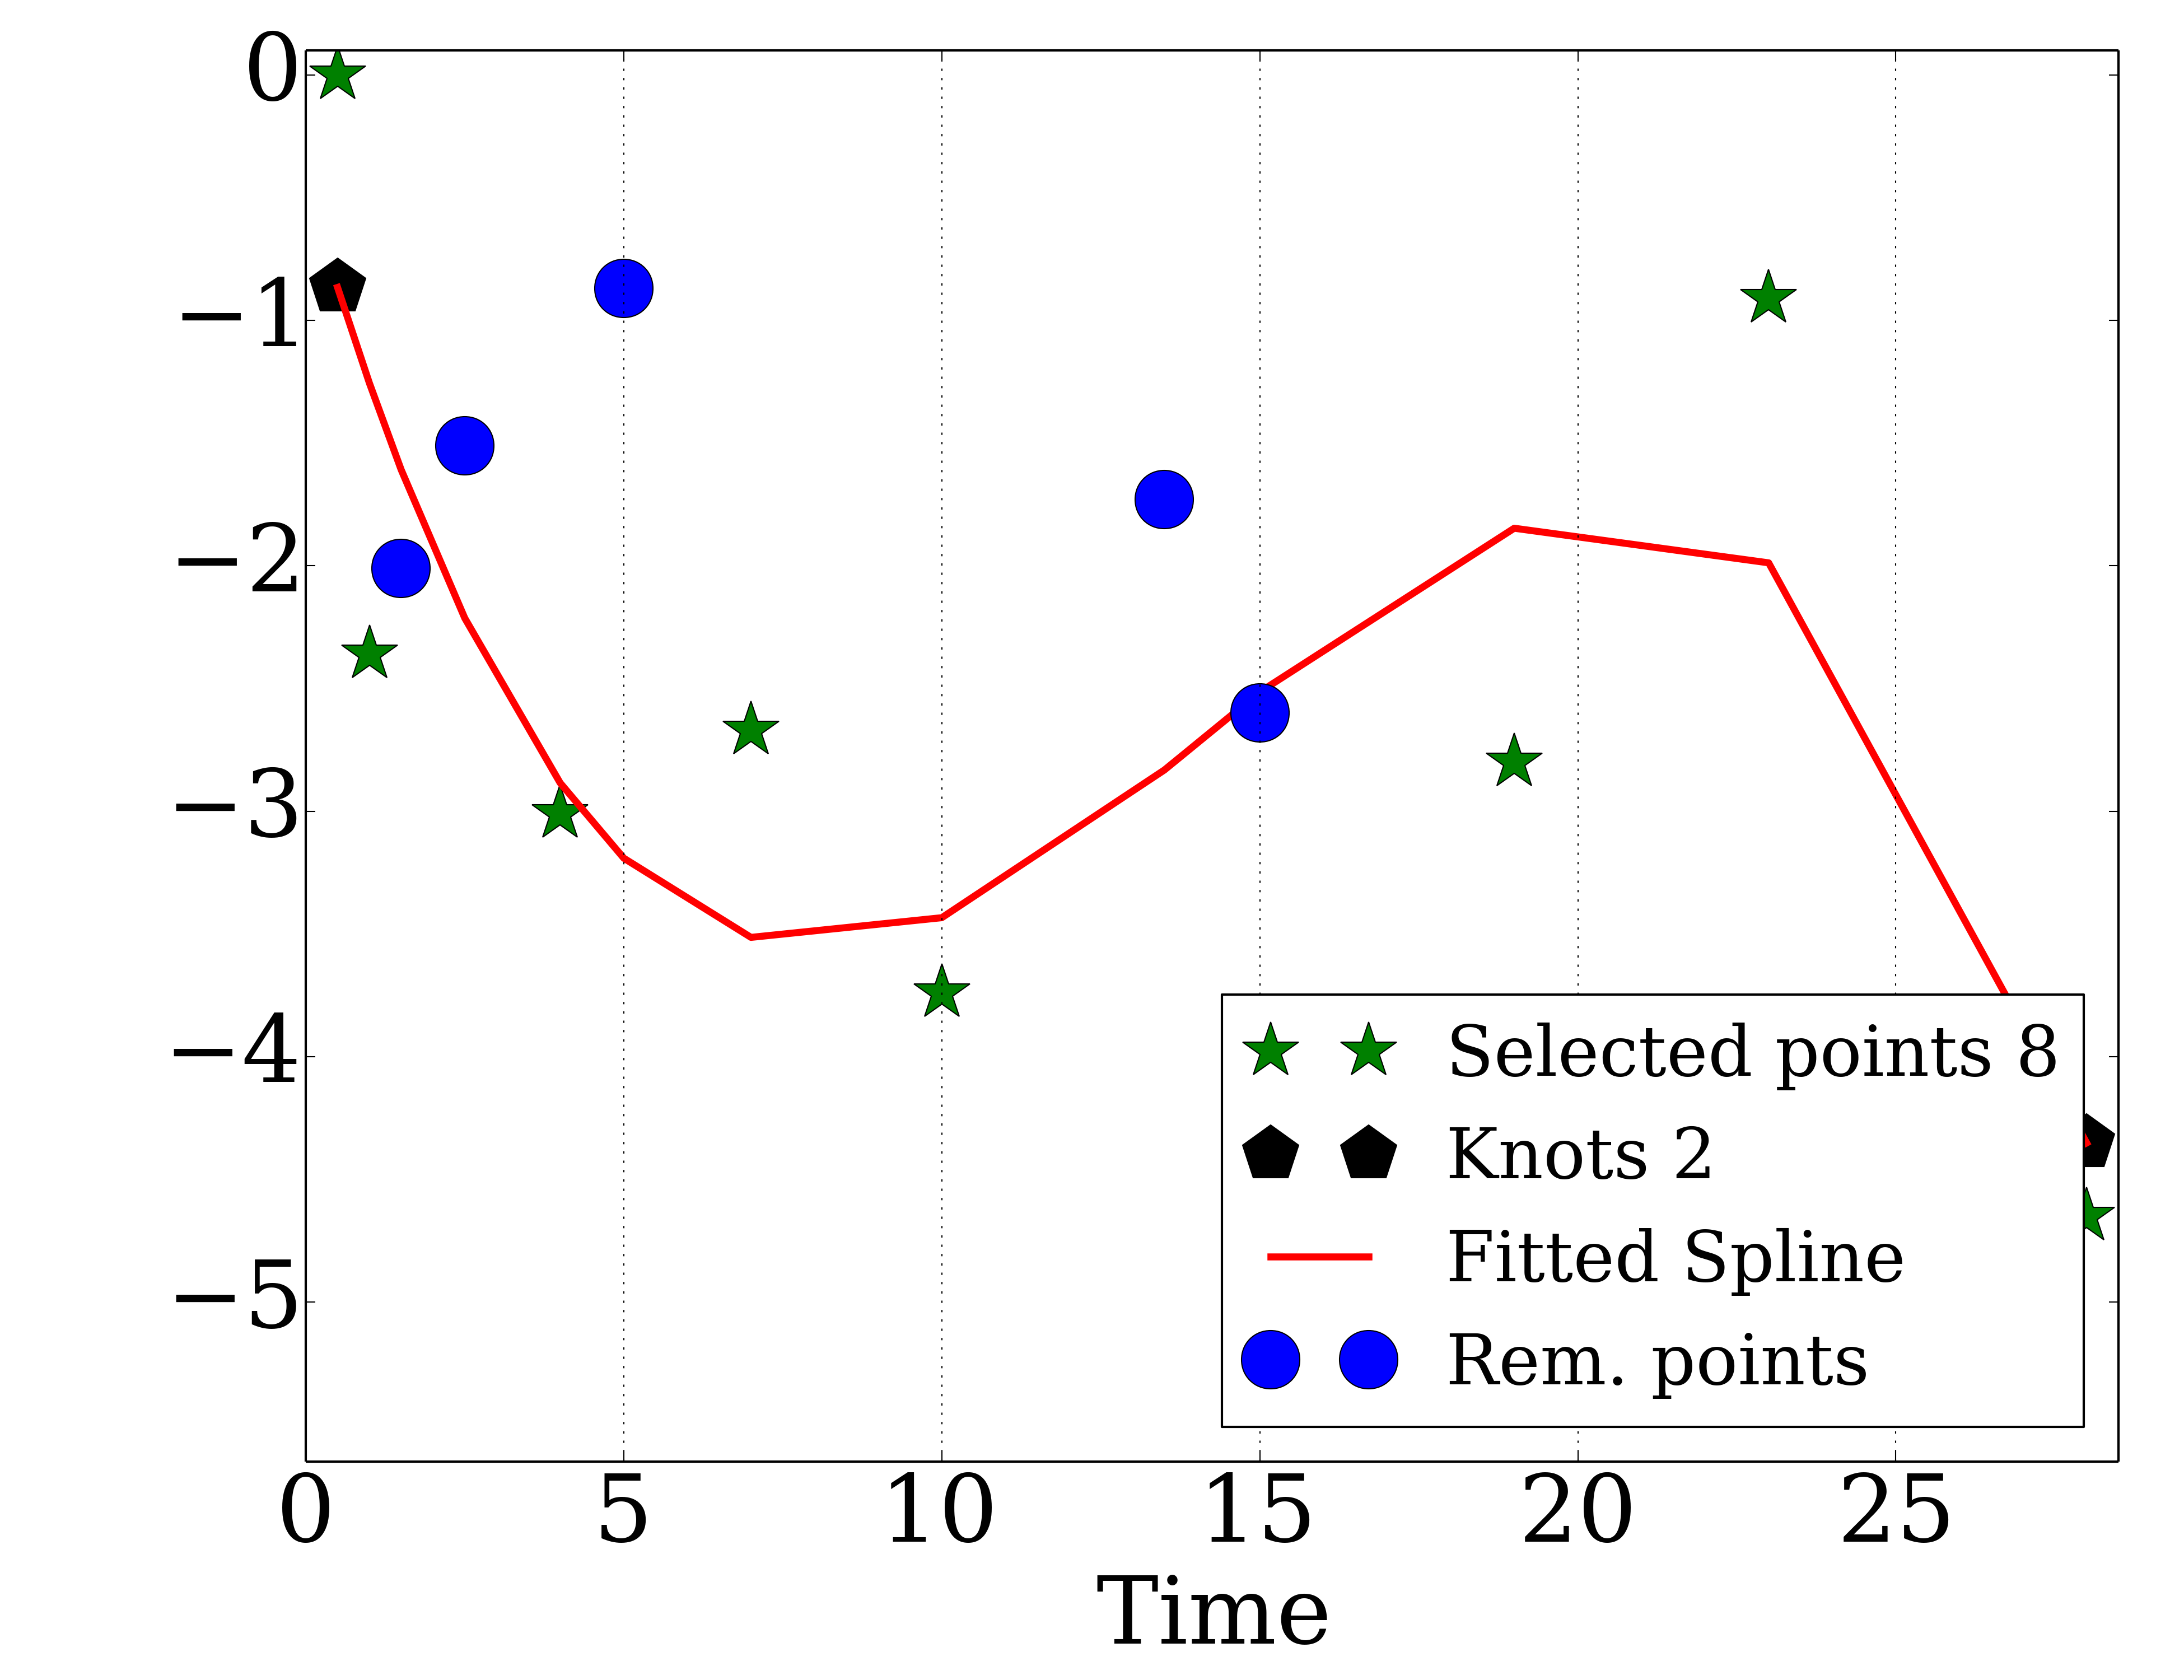 0
−1
−2
−3
−4
−5
Selected points 8
Knots 2
Fitted Spline
Rem. points
0 5 10 15 20 25
Time